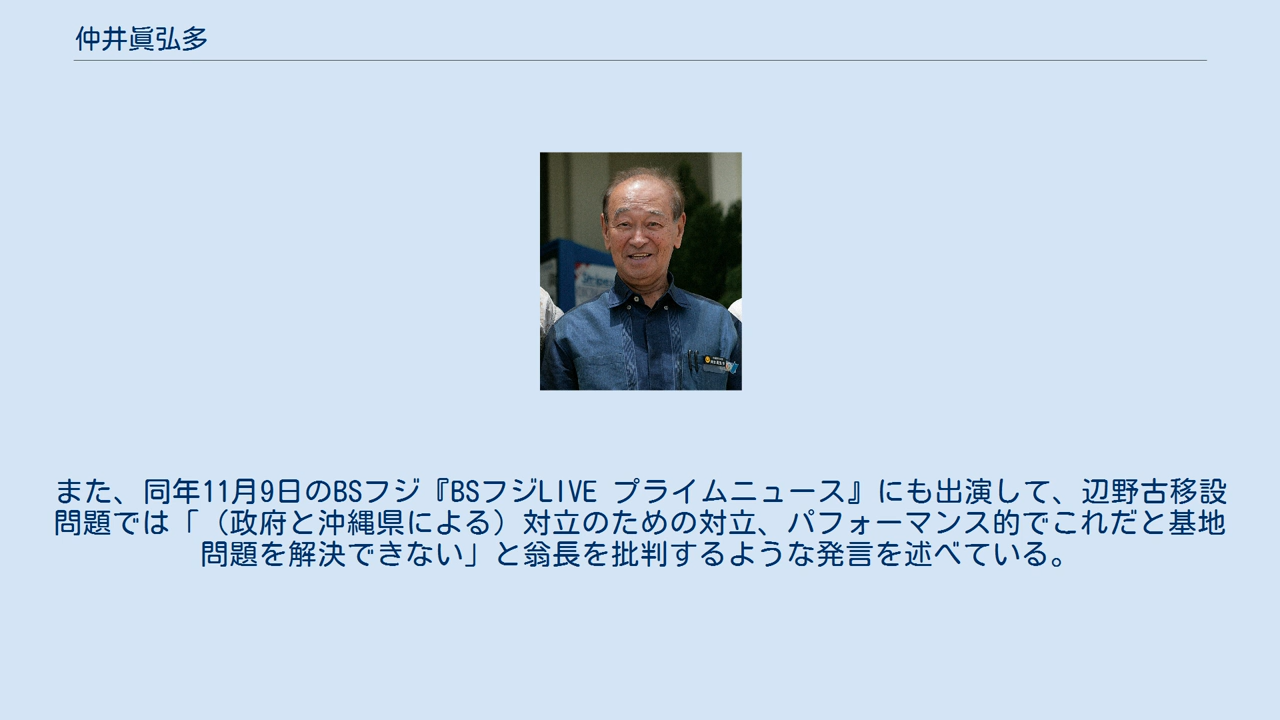 仲井眞弘多
また、同年11月9日のBSフジ『BSフジLIVE プライムニュース』にも出演して、辺野古移設
問題では「（政府と沖縄県による）対立のための対立、パフォーマンス的でこれだと基地
問題を解決できない」と翁長を批判するような発言を述べている。